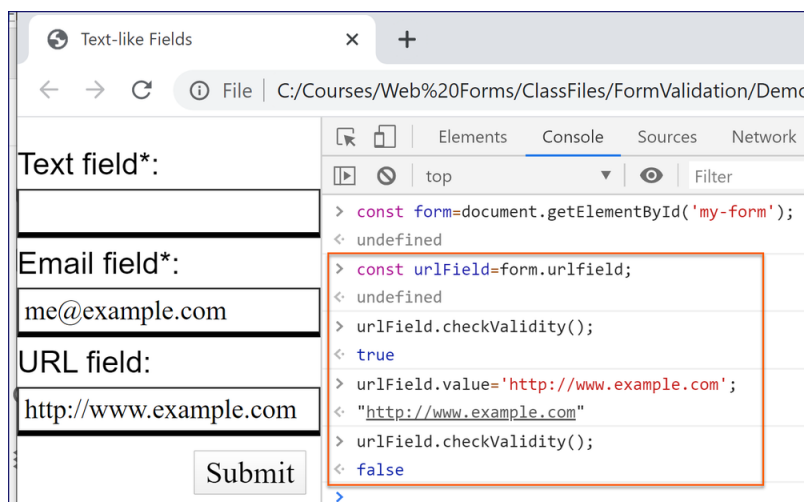 Text-like Fields
File C:/Courses/Web%20Forms/ClassFiles/FormValidation/Demo
Text field*:
Email field*:
me@example.com
URL field:
http://www.example.com
Submit
Elements Console Sources Network
top Filter
> const form=document.getElementById('my-form');
< undefined
> const urlField=form.urlfield;
< undefined
> urlField.checkValidity();
< true
> urlField.value='http://www.example.com';
< "http://www.example.com"
> urlField.checkValidity();
< false
>